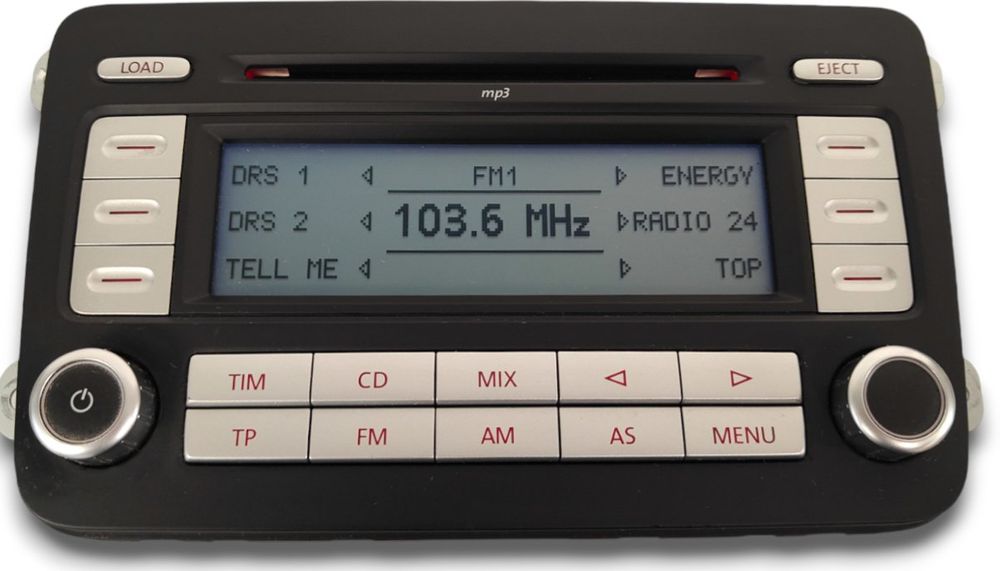 LOAD EJECT
mp3
DRS 1 FM1 ENERGY
DRS 2 103.6 MHz RADIO 24
TELL ME TOP
TIM CD MIX
TP FM AM AS MENU